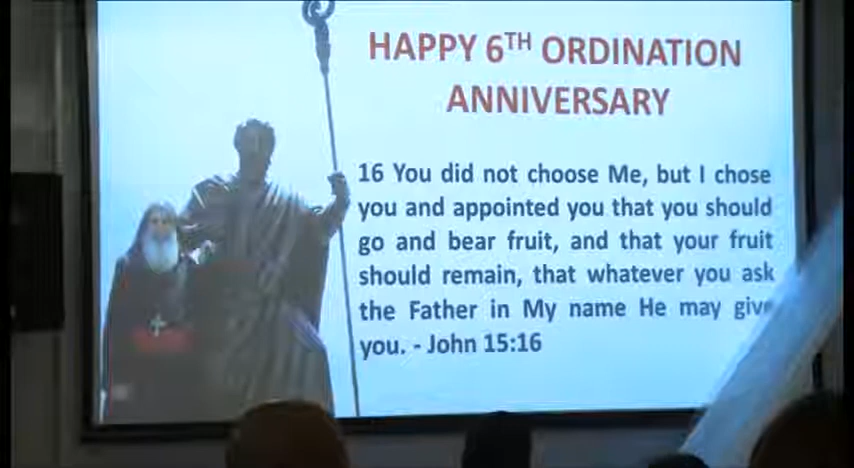 HAPPY 6TH ORDINATION
ANNIVERSARY
16 You did not choose Me, but I chose
you and appointed you that you should
go and bear fruit, and that your fruit
should remain, that whatever you ask
the Father in My name He may give
you. - John 15:16